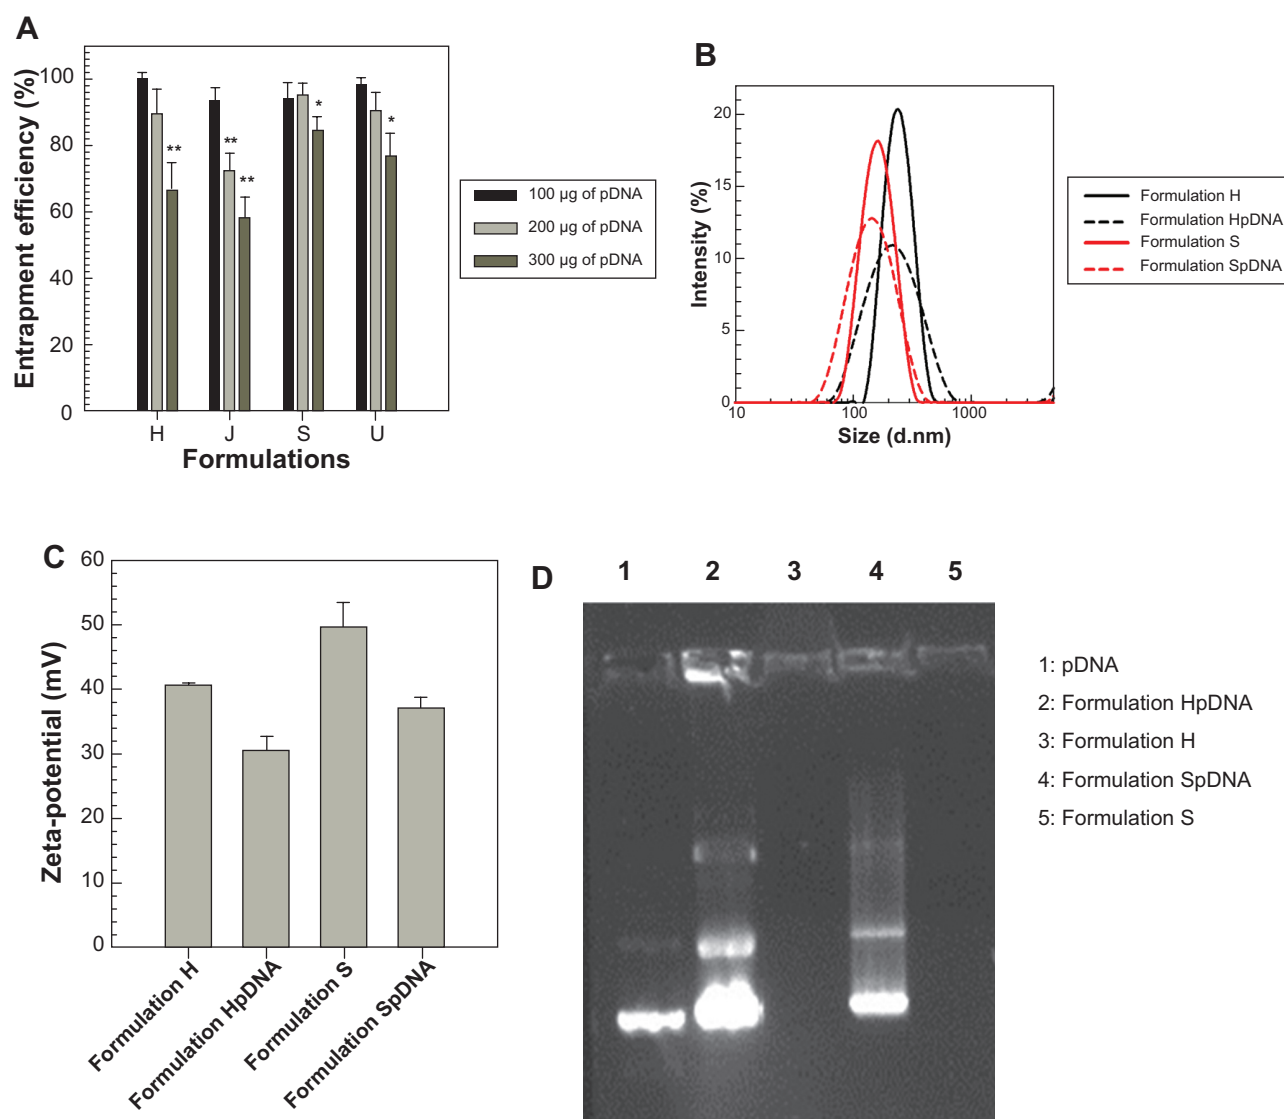 A
Entrapment efficiency (%)
100
80
60
40
20
0
**
**
**
*
*
H
J
S
U
Formulations
100 µg of pDNA
200 µg of pDNA
300 µg of pDNA
B
Intensity (%)
20
15
10
5
0
10
100
1000
Size (d.nm)
Formulation H
Formulation HpDNA
Formulation S
Formulation SpDNA
C
Zeta-potential (mV)
60
50
40
30
20
10
0
Formulation H
Formulation HpDNA
Formulation S
Formulation SpDNA
D
1 2 3 4 5
1: pDNA
2: Formulation HpDNA
3: Formulation H
4: Formulation SpDNA
5: Formulation S